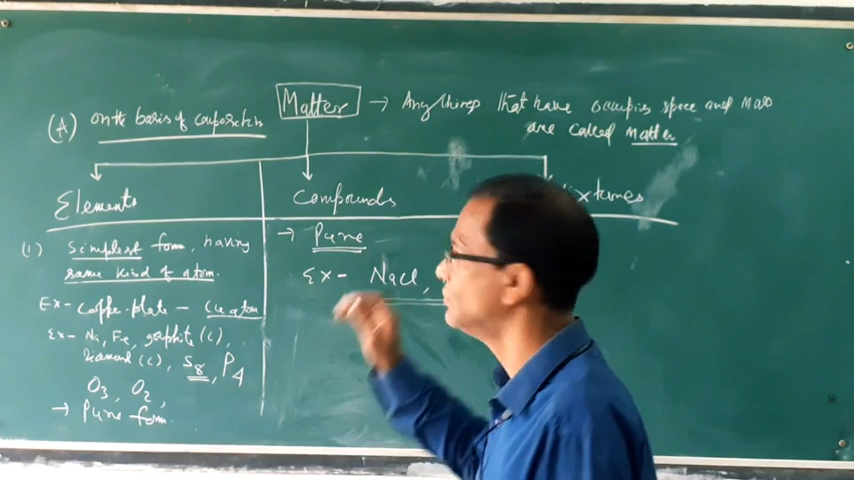 Matter → Any things that have occupies space and Mass
are called Matter
(A) on the basis of composition
Elements
Compounds
Mixtures
(1) Simplest form, having
same kind of atom.
Ex- Copper plate - Cu atom
Ex- Na, Fe, graphite (C),
Diamond (C), S8, P4
O3, O2,
→ Pure form
→ Pure
Ex- NaCl,